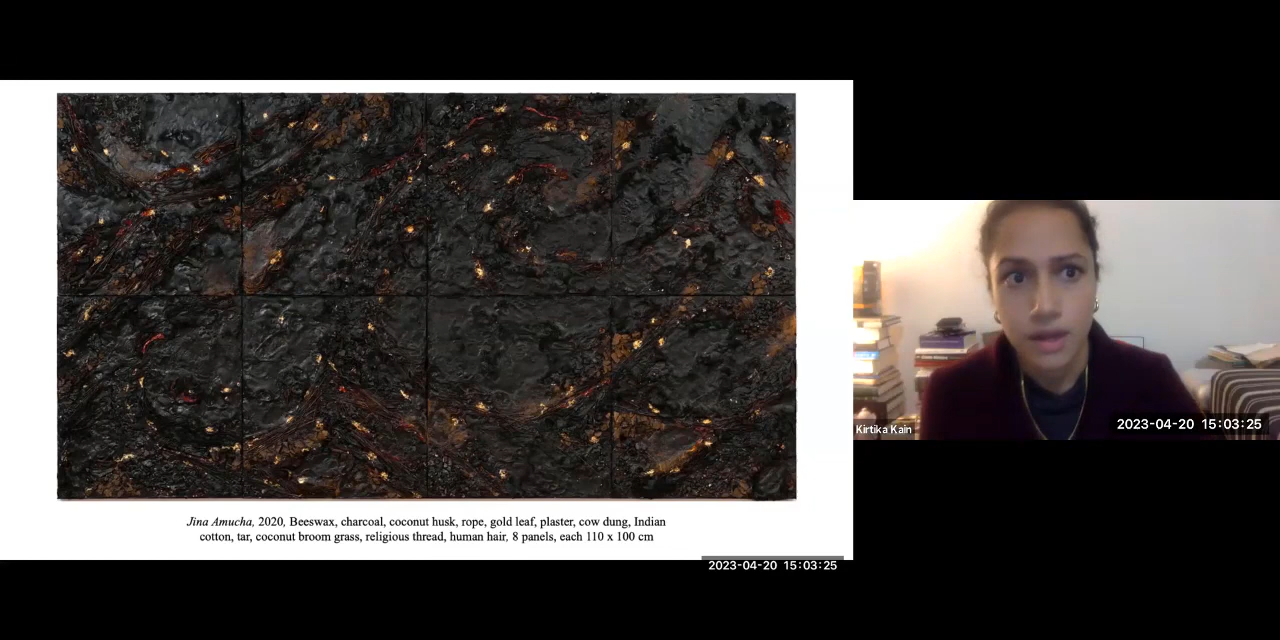 Jina Amucha, 2020, Beeswax, charcoal, coconut husk, rope, gold leaf, plaster, cow dung, Indian
cotton, tar, coconut broom grass, religious thread, human hair, 8 panels, each 110 x 100 cm
2023-04-20 15:03:25
Kirtika Kain
2023-04-20 15:03:25